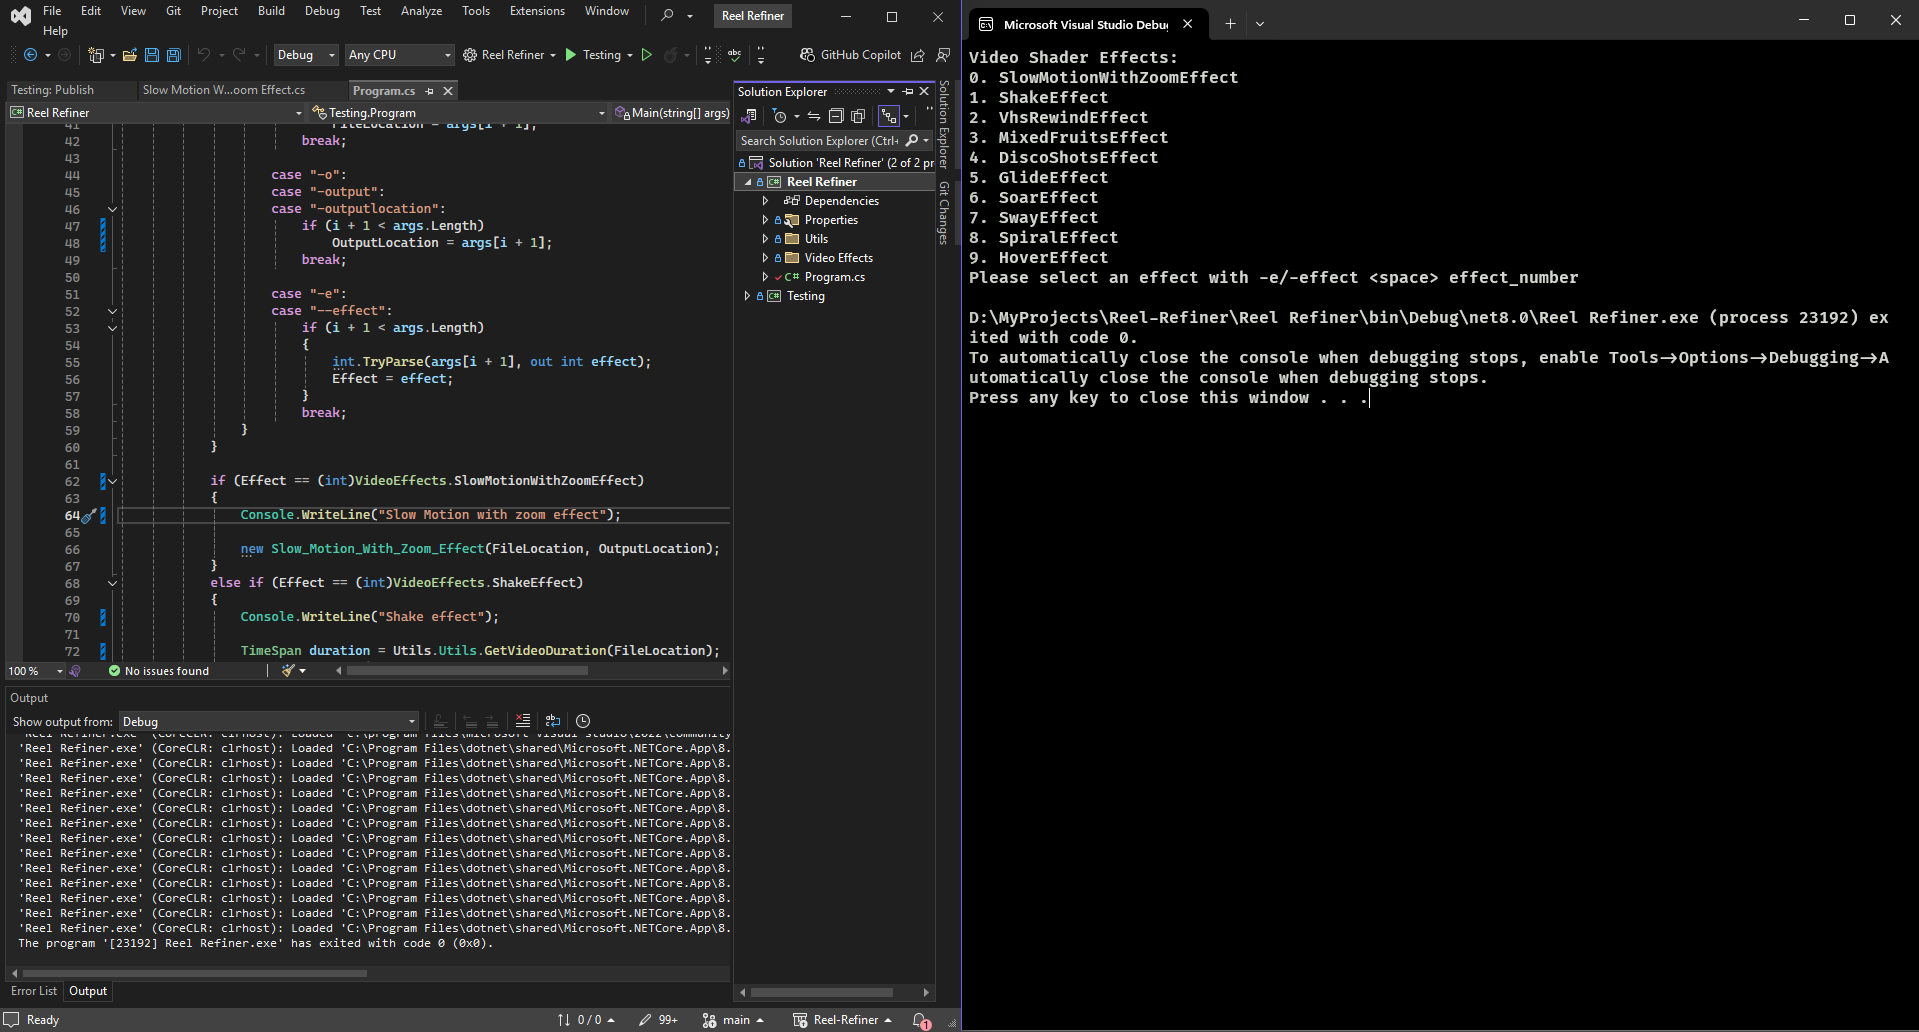 File Edit View Git Project Build Debug Test Analyze Tools Extensions Window Reel Refiner
Help
Debug Any CPU Reel Refiner Testing GitHub Copilot
Testing: Publish Slow Motion W...oom Effect.cs Program.cs
Reel Refiner Testing.Program Main(string[] args)
41 FileLocation = args[i + 1];
42 break;
43
44 case "-o":
45 case "-output":
46 case "-outputlocation":
47 if (i + 1 < args.Length)
48 OutputLocation = args[i + 1];
49 break;
50
51 case "-e":
52 case "--effect":
53 if (i + 1 < args.Length)
54 {
55 int.TryParse(args[i + 1], out int effect);
56 Effect = effect;
57 }
58 break;
59 }
60 }
61
62 if (Effect == (int)VideoEffects.SlowMotionWithZoomEffect)
63 {
64 Console.WriteLine("Slow Motion with zoom effect");
65
66 new Slow_Motion_With_Zoom_Effect(FileLocation, OutputLocation);
67 }
68 else if (Effect == (int)VideoEffects.ShakeEffect)
69 {
70 Console.WriteLine("Shake effect");
71
72 TimeSpan duration = Utils.Utils.GetVideoDuration(FileLocation);
100 % No issues found
Output
Show output from: Debug
'Reel Refiner.exe' (CoreCLR: clrhost): Loaded 'C:\program files\microsoft visual studio\2022\community
'Reel Refiner.exe' (CoreCLR: clrhost): Loaded 'C:\Program Files\dotnet\shared\Microsoft.NETCore.App\8.
'Reel Refiner.exe' (CoreCLR: clrhost): Loaded 'C:\Program Files\dotnet\shared\Microsoft.NETCore.App\8.
'Reel Refiner.exe' (CoreCLR: clrhost): Loaded 'C:\Program Files\dotnet\shared\Microsoft.NETCore.App\8.
'Reel Refiner.exe' (CoreCLR: clrhost): Loaded 'C:\Program Files\dotnet\shared\Microsoft.NETCore.App\8.
'Reel Refiner.exe' (CoreCLR: clrhost): Loaded 'C:\Program Files\dotnet\shared\Microsoft.NETCore.App\8.
'Reel Refiner.exe' (CoreCLR: clrhost): Loaded 'C:\Program Files\dotnet\shared\Microsoft.NETCore.App\8.
'Reel Refiner.exe' (CoreCLR: clrhost): Loaded 'C:\Program Files\dotnet\shared\Microsoft.NETCore.App\8.
'Reel Refiner.exe' (CoreCLR: clrhost): Loaded 'C:\Program Files\dotnet\shared\Microsoft.NETCore.App\8.
'Reel Refiner.exe' (CoreCLR: clrhost): Loaded 'C:\Program Files\dotnet\shared\Microsoft.NETCore.App\8.
'Reel Refiner.exe' (CoreCLR: clrhost): Loaded 'C:\Program Files\dotnet\shared\Microsoft.NETCore.App\8.
'Reel Refiner.exe' (CoreCLR: clrhost): Loaded 'C:\Program Files\dotnet\shared\Microsoft.NETCore.App\8.
'Reel Refiner.exe' (CoreCLR: clrhost): Loaded 'C:\Program Files\dotnet\shared\Microsoft.NETCore.App\8.
'Reel Refiner.exe' (CoreCLR: clrhost): Loaded 'C:\Program Files\dotnet\shared\Microsoft.NETCore.App\8.
The program '[23192] Reel Refiner.exe' has exited with code 0 (0x0).
Error List Output
Ready 0 / 0 99+ main Reel-Refiner 1
Solution Explorer
Search Solution Explorer (Ctrl+
Solution 'Reel Refiner' (2 of 2 pr
Reel Refiner
Dependencies
Properties
Utils
Video Effects
C# Program.cs
Testing
Solution Explorer
Git Changes
Microsoft Visual Studio Debug
Video Shader Effects:
0. SlowMotionWithZoomEffect
1. ShakeEffect
2. VhsRewindEffect
3. MixedFruitsEffect
4. DiscoShotsEffect
5. GlideEffect
6. SoarEffect
7. SwayEffect
8. SpiralEffect
9. HoverEffect
Please select an effect with -e/-effect <space> effect_number
D:\MyProjects\Reel-Refiner\Reel Refiner\bin\Debug\net8.0\Reel Refiner.exe (process 23192) ex
ited with code 0.
To automatically close the console when debugging stops, enable Tools->Options->Debugging->A
utomatically close the console when debugging stops.
Press any key to close this window . . .